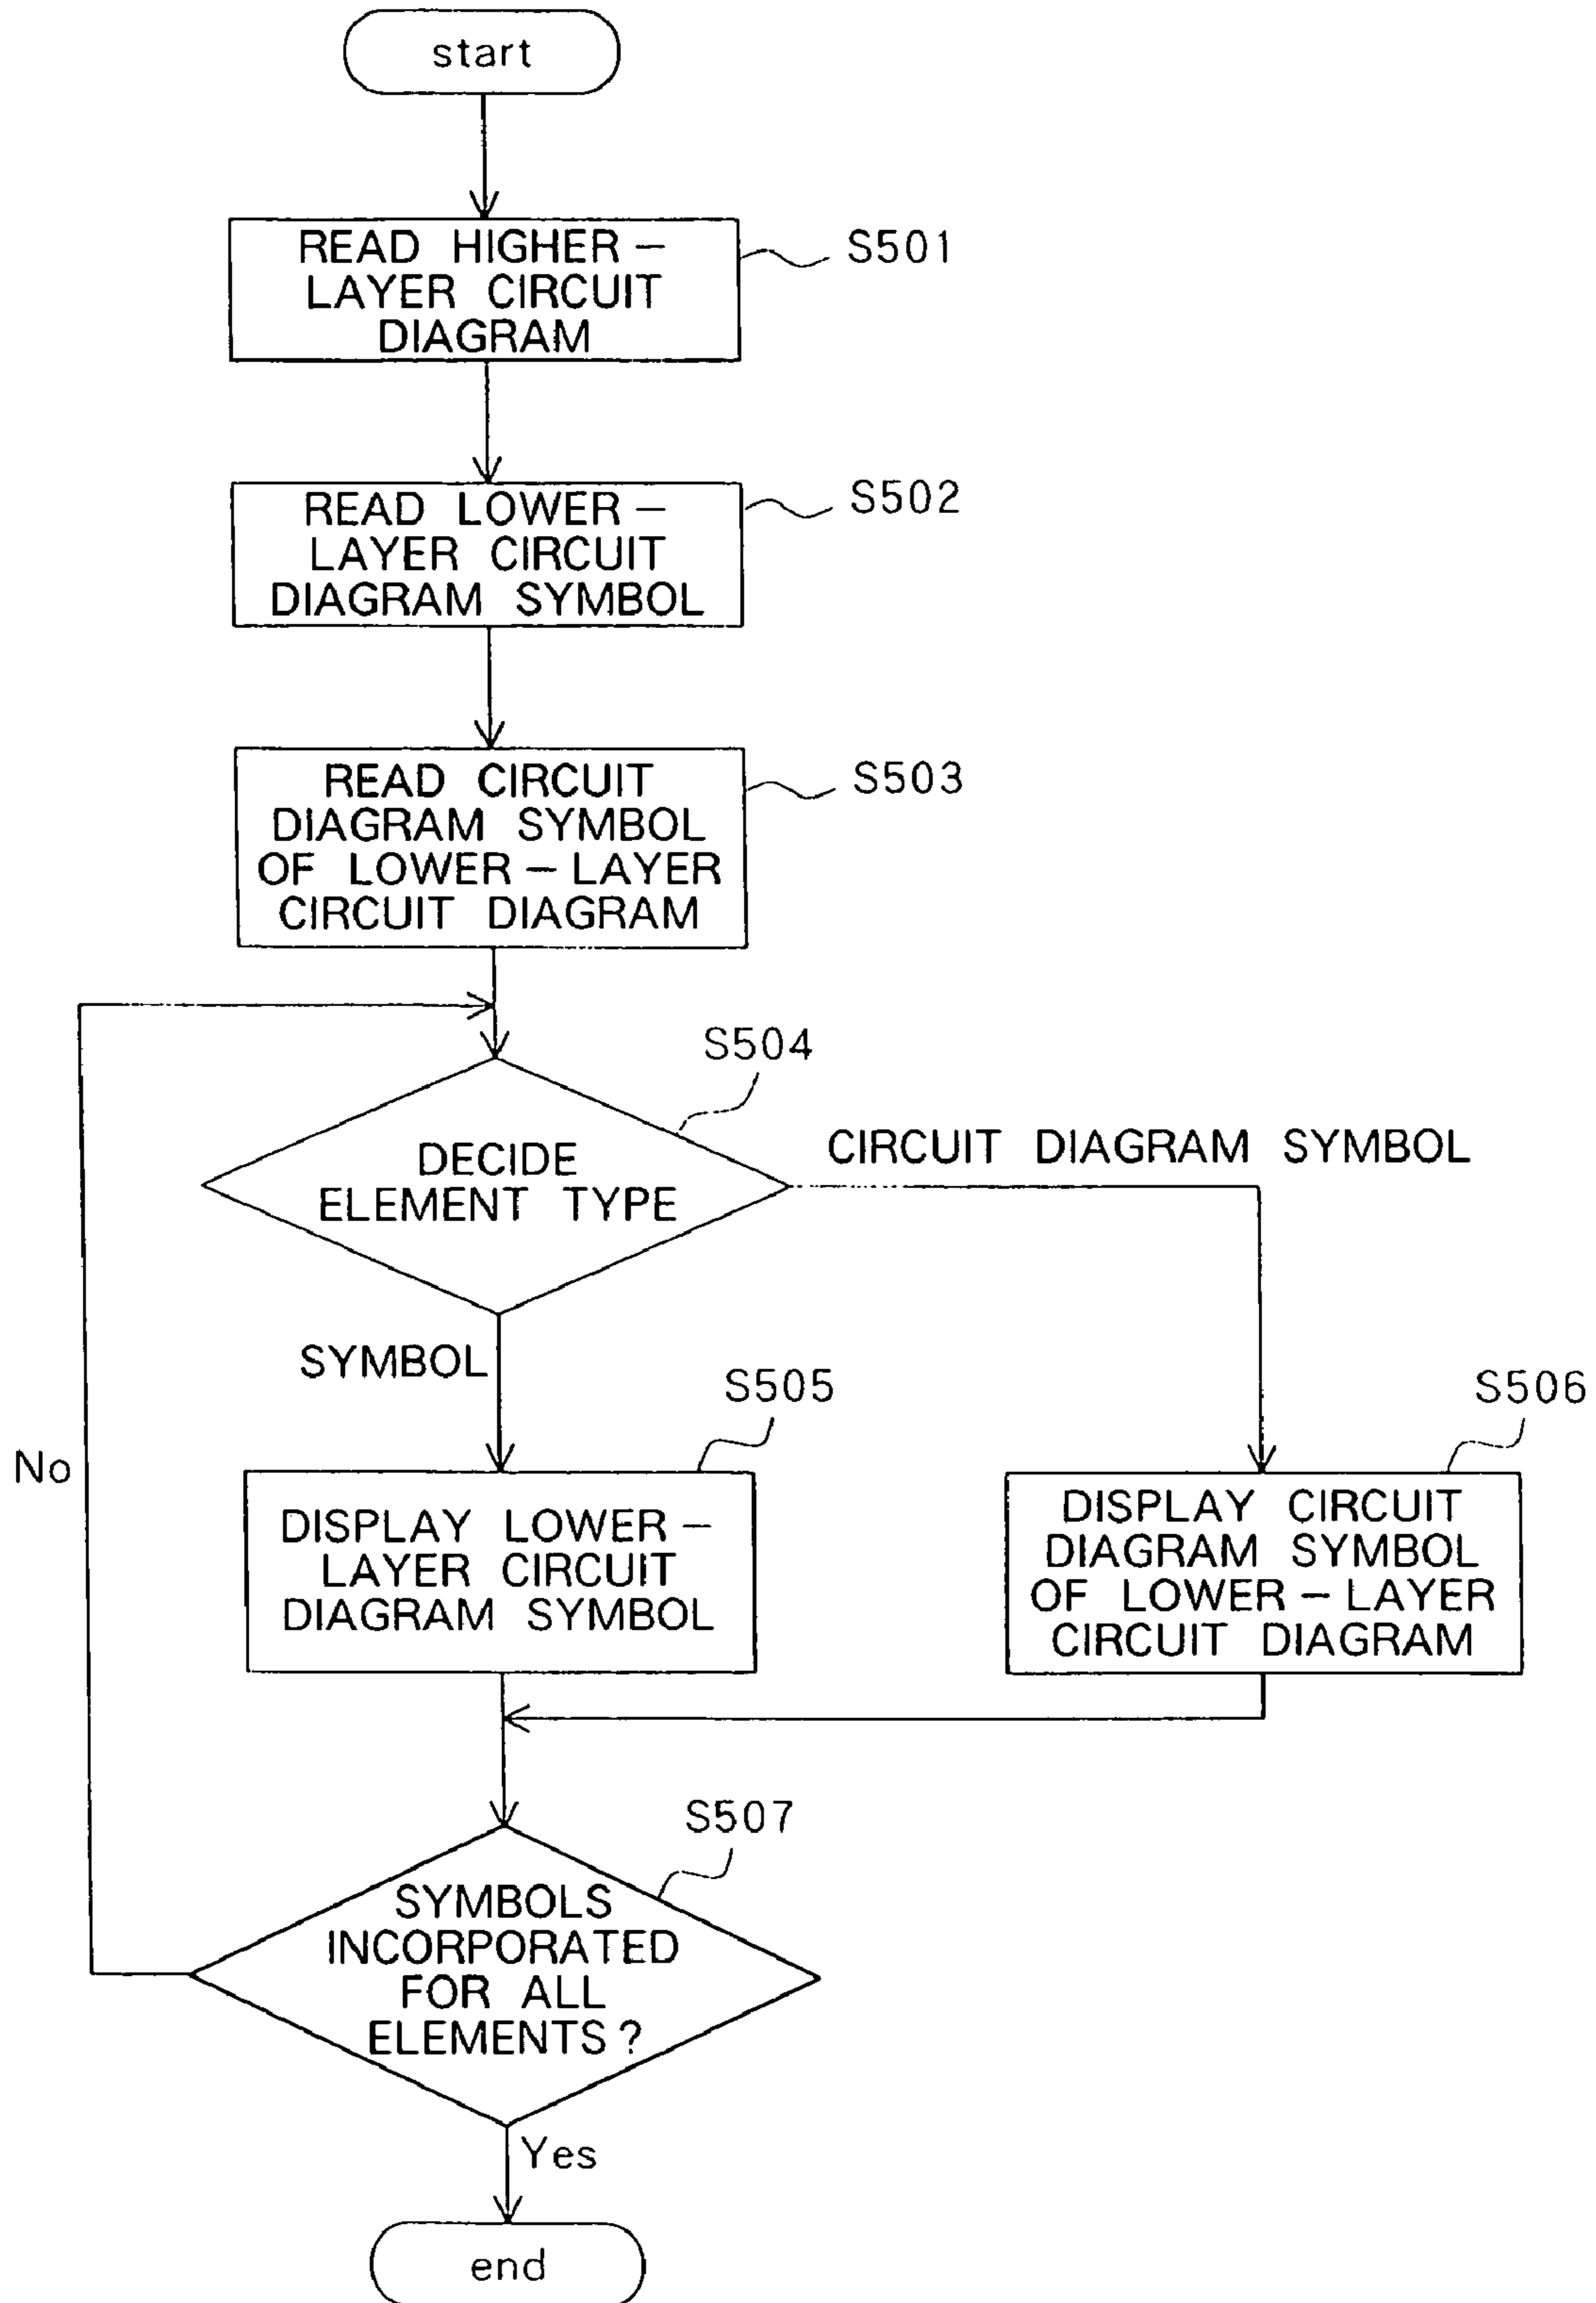 start
READ HIGHER–
LAYER CIRCUIT
DIAGRAM
S501
READ LOWER–
LAYER CIRCUIT
DIAGRAM SYMBOL
S502
READ CIRCUIT
DIAGRAM SYMBOL
OF LOWER–LAYER
CIRCUIT DIAGRAM
S503
S504
DECIDE
ELEMENT TYPE
CIRCUIT DIAGRAM SYMBOL
SYMBOL
S505
S506
No
DISPLAY LOWER–
LAYER CIRCUIT
DIAGRAM SYMBOL
DISPLAY CIRCUIT
DIAGRAM SYMBOL
OF LOWER–LAYER
CIRCUIT DIAGRAM
S507
SYMBOLS
INCORPORATED
FOR ALL
ELEMENTS?
Yes
end